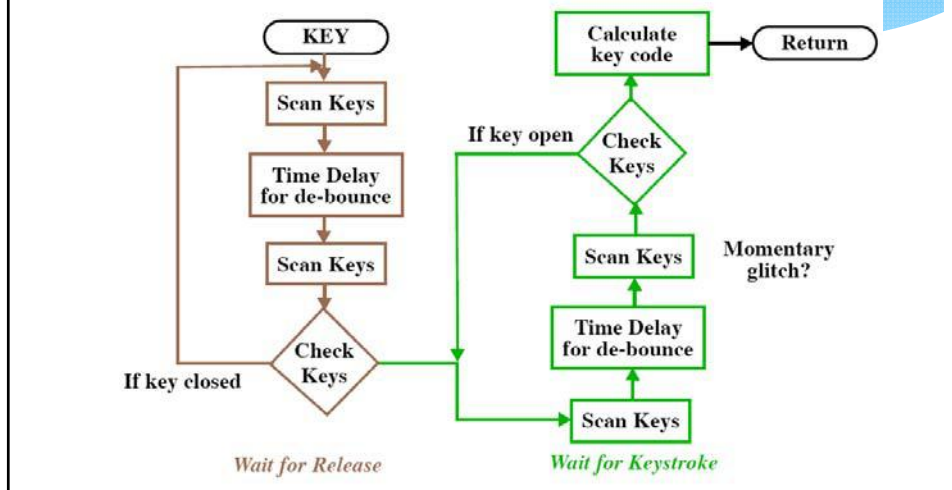 KEY
Scan Keys
Time Delay
for de-bounce
Scan Keys
Check
Keys
If key closed
Wait for Release
Calculate
key code
Return
If key open
Check
Keys
Scan Keys
Momentary
glitch?
Time Delay
for de-bounce
Scan Keys
Wait for Keystroke